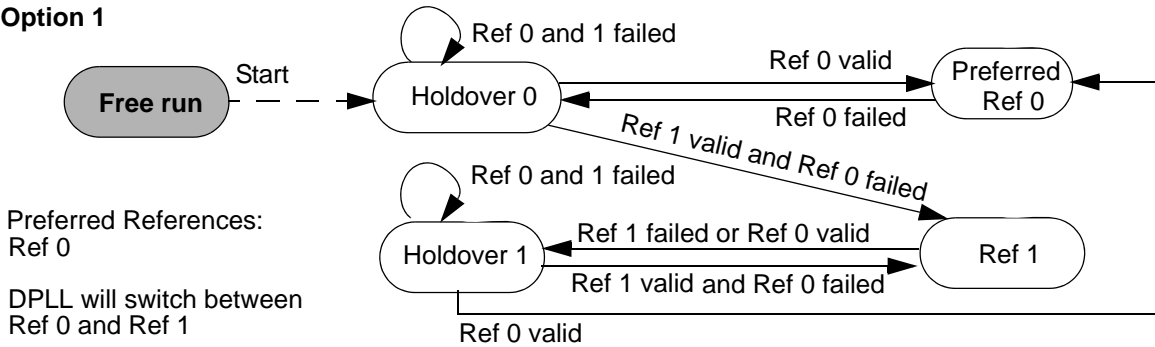 Option 1
Ref 0 and 1 failed
Start
Ref 0 valid
Free run
Holdover 0
Preferred
Ref 0
Ref 0 failed
Ref 1 valid and Ref 0 failed
Ref 0 and 1 failed
Preferred References:
Ref 0
Ref 1 failed or Ref 0 valid
Holdover 1
Ref 1
Ref 1 valid and Ref 0 failed
DPLL will switch between
Ref 0 and Ref 1
Ref 0 valid